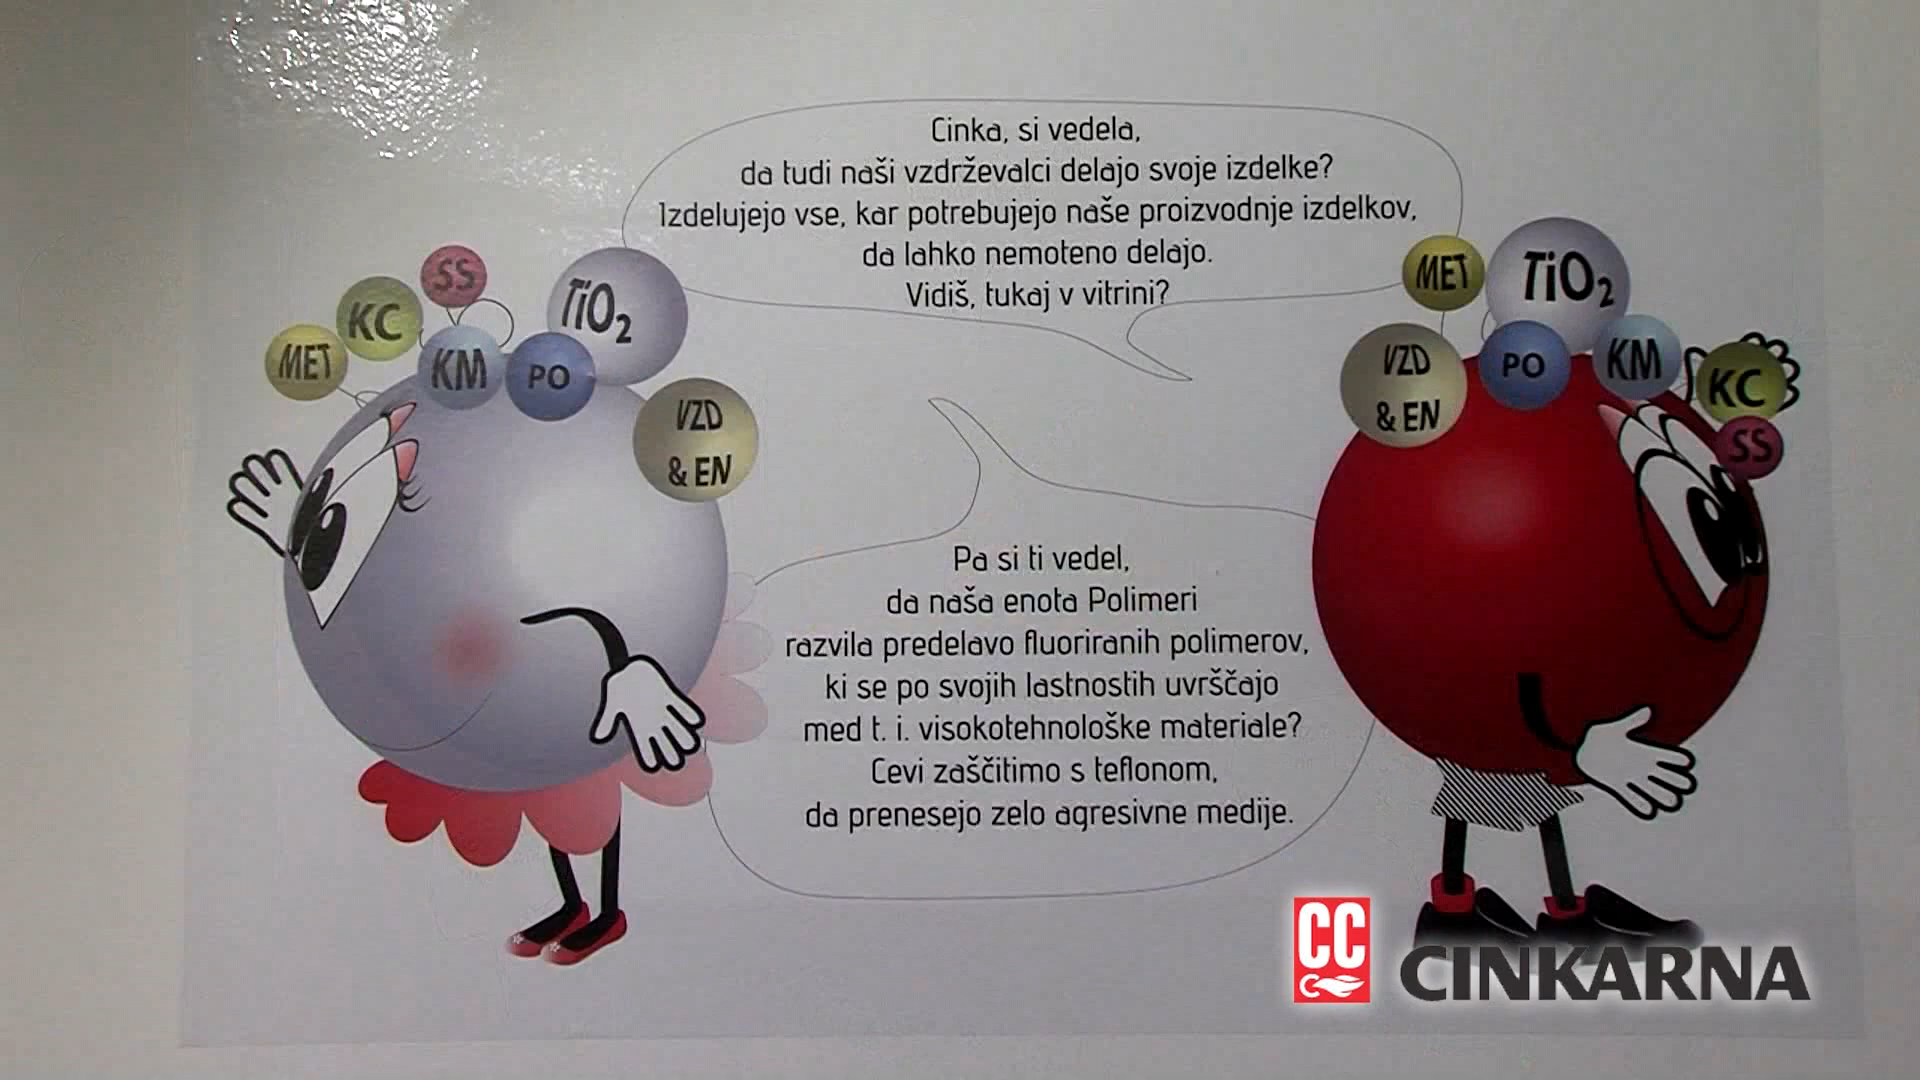 Cinka, si vedela,
da tudi naši vzdrževalci delajo svoje izdelke?
Izdelujejo vse, kar potrebujejo naše proizvodnje izdelkov,
da lahko nemoteno delajo.
Vidiš, tukaj v vitrini?
SS
KC
TiO₂
MET
KM
PO
VZD
& EN
MET
TiO₂
VZD
& EN
PO
KM
KC
SS
Pa si ti vedel,
da naša enota Polimeri
razvila predelavo fluoriranih polimerov,
ki se po svojih lastnostih uvrščajo
med t. i. visokotehnološke materiale?
Cevi zaščitimo s teflonom,
da prenesejo zelo agresivne medije.
CC
CINKARNA